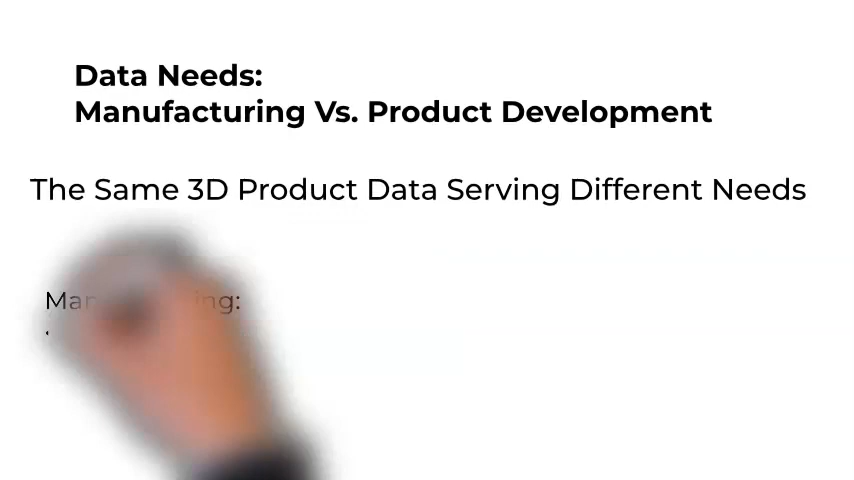 Data Needs:
Manufacturing Vs. Product Development
The Same 3D Product Data Serving Different Needs